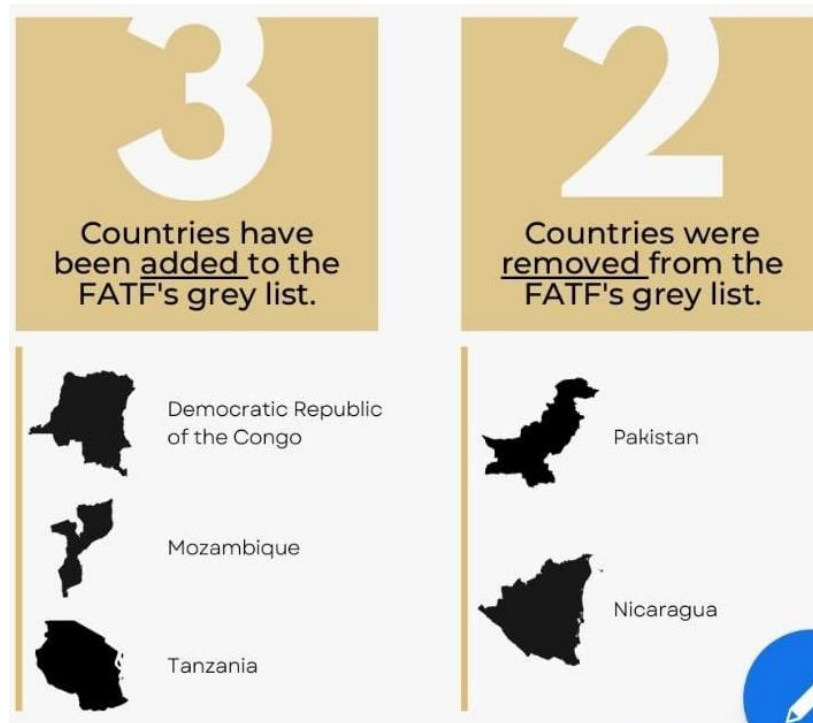 3
Countries have
been added to the
FATF's grey list.
Democratic Republic
of the Congo
Mozambique
Tanzania
2
Countries were
removed from the
FATF's grey list.
Pakistan
Nicaragua